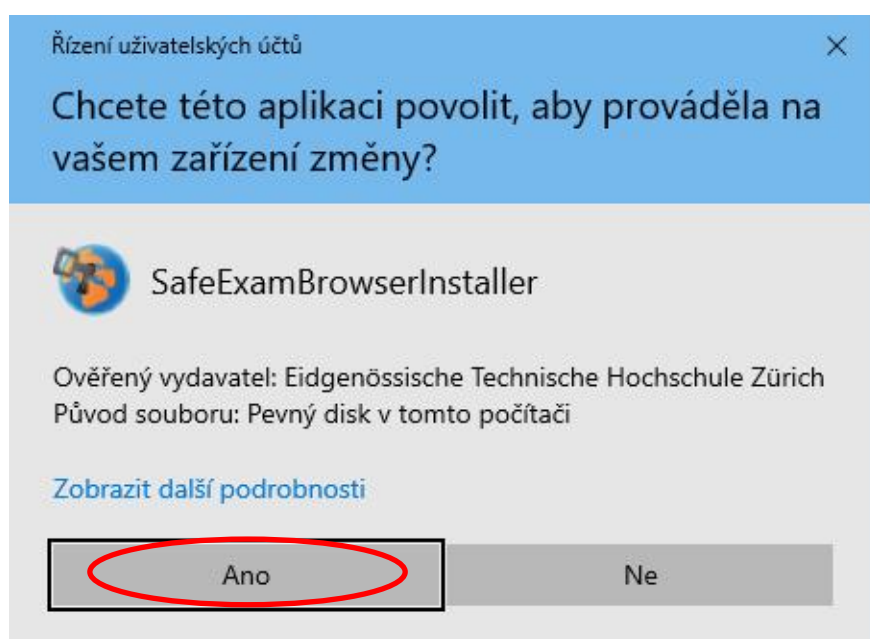 Řízení uživatelských účtů
Chcete této aplikaci povolit, aby prováděla na
vašem zařízení změny?
SafeExamBrowserInstaller
Ověřený vydavatel: Eidgenössische Technische Hochschule Zürich
Původ souboru: Pevný disk v tomto počítači
Zobrazit další podrobnosti
Ano
Ne